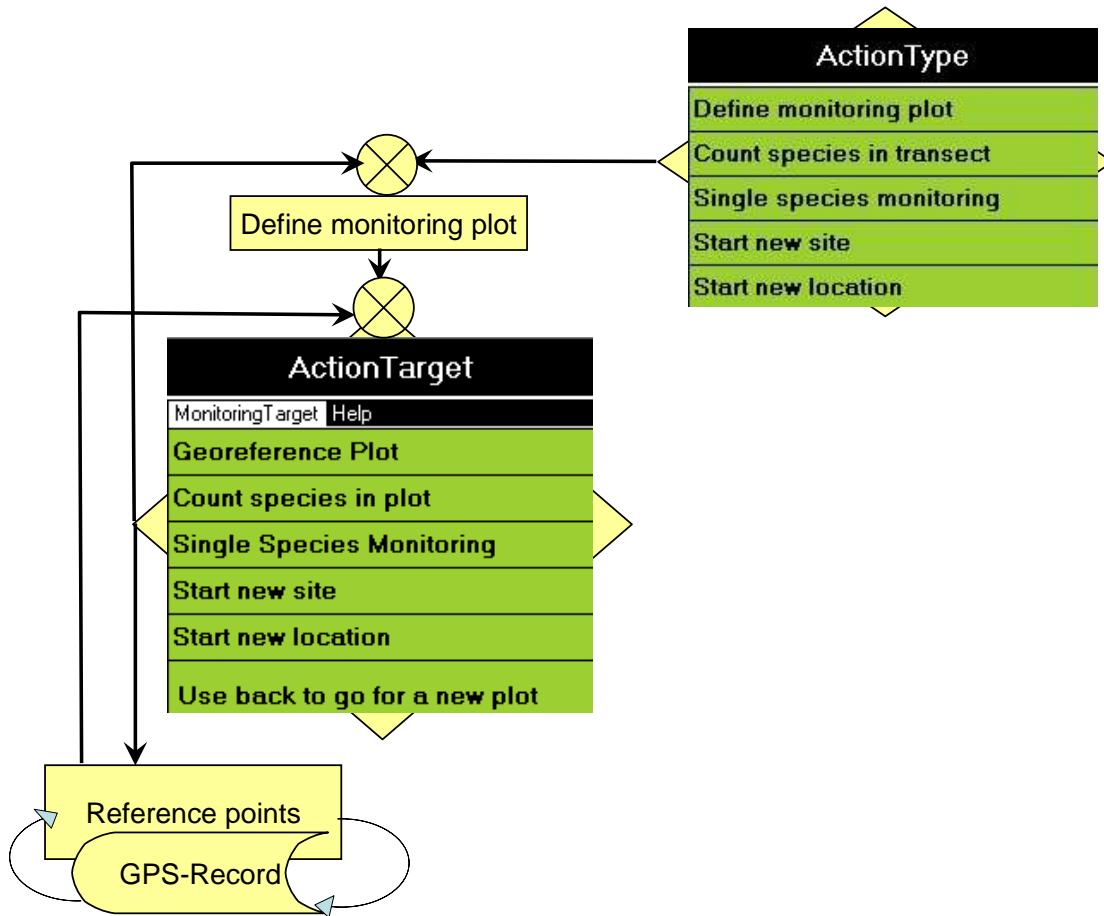 ActionType
Define monitoring plot
Count species in transect
Single species monitoring
Start new site
Start new location
Define monitoring plot
ActionTarget
MonitoringTarget Help
Georeference Plot
Count species in plot
Single Species Monitoring
Start new site
Start new location
Use back to go for a new plot
Reference points
GPS-Record